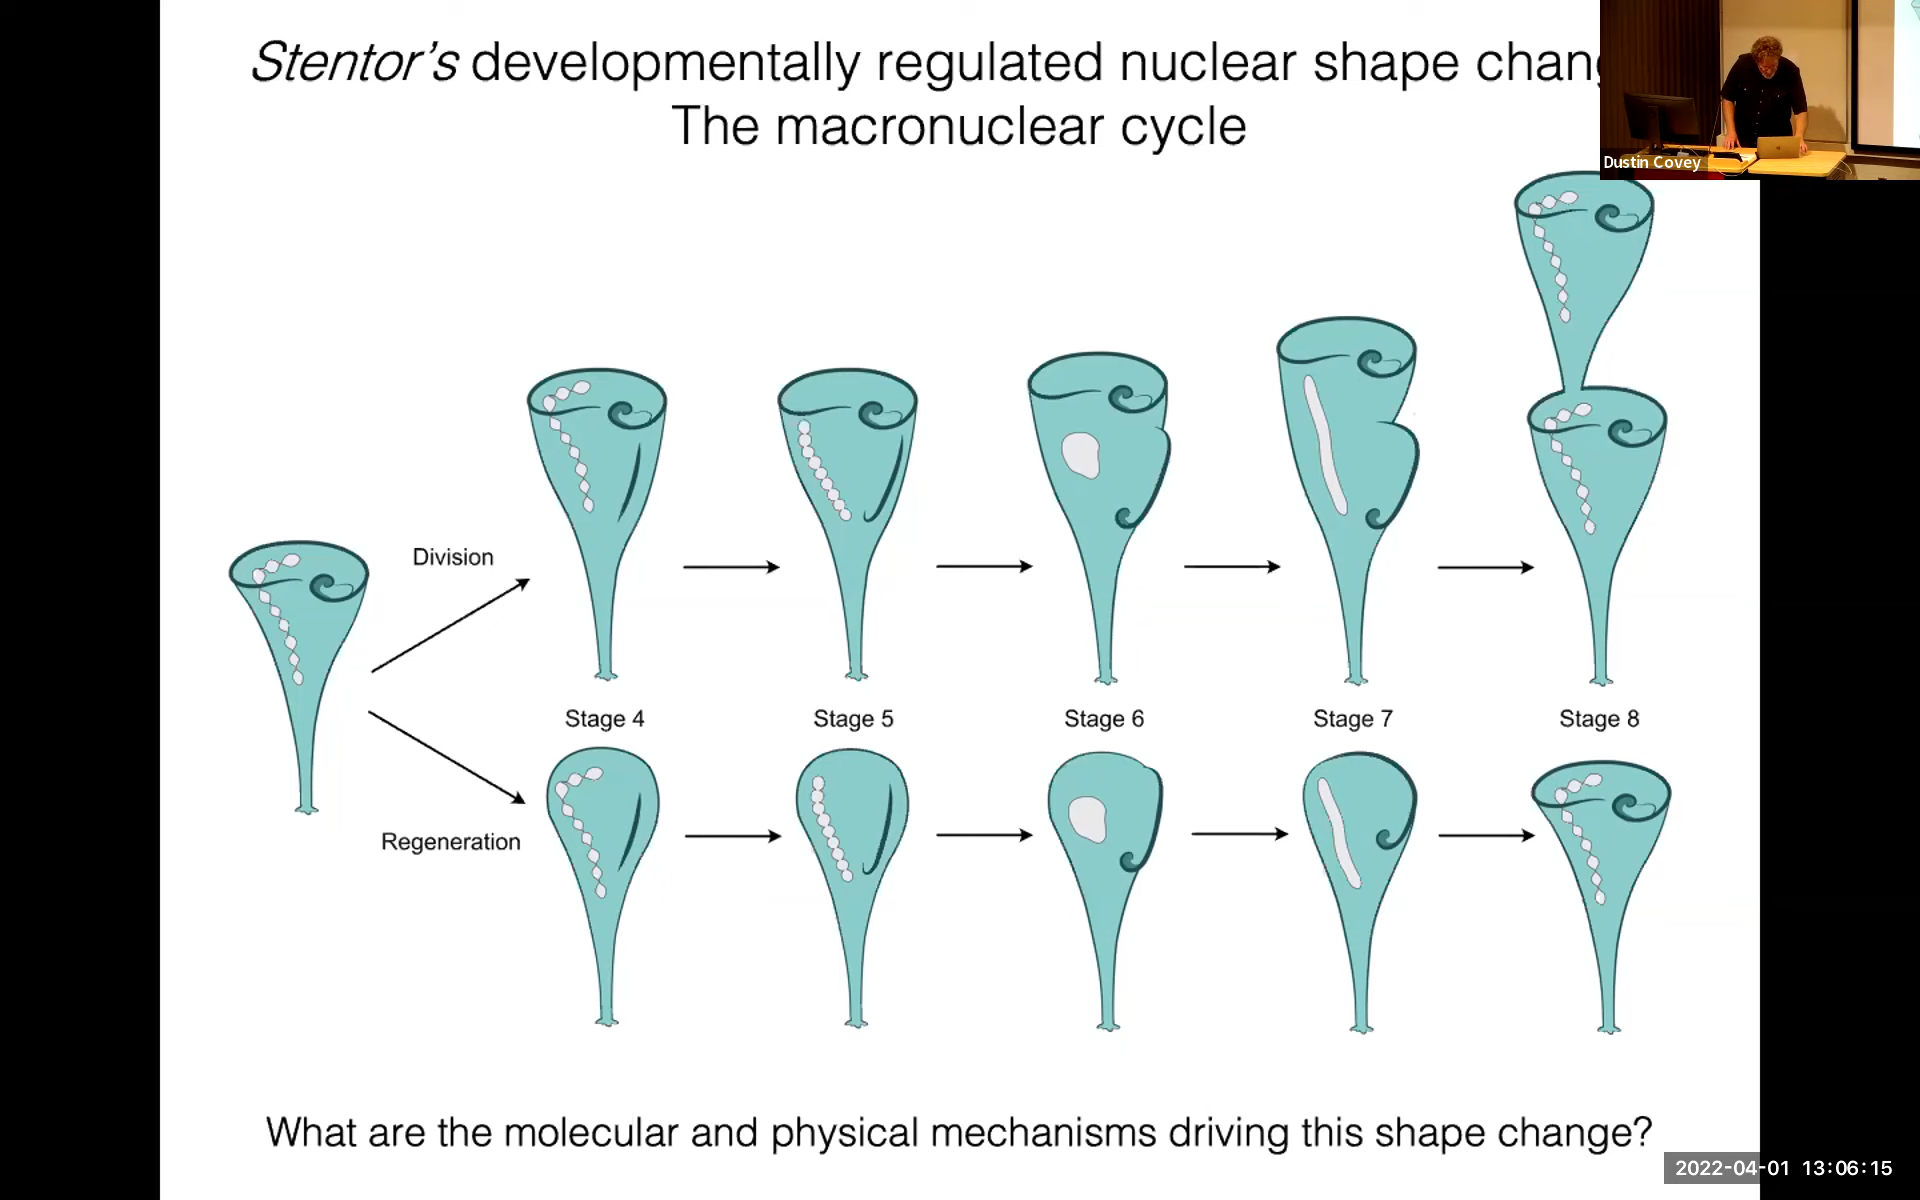 Stentor's developmentally regulated nuclear shape chang
The macronuclear cycle
Dustin Covey
Division
Stage 4
Stage 5
Stage 6
Stage 7
Stage 8
Regeneration
What are the molecular and physical mechanisms driving this shape change?
2022-04-01 13:06:15